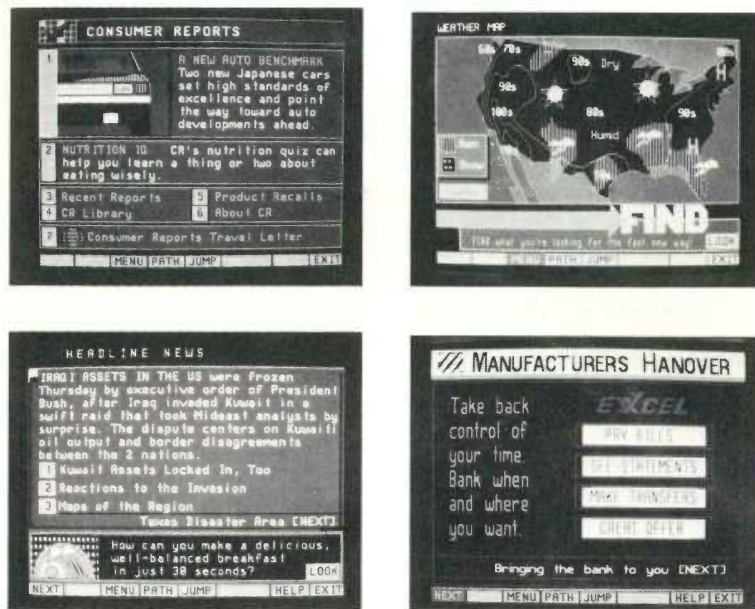 CONSUMER REPORTS
1
A NEW AUTO BENCHMARK
Two new Japanese cars
set high standards of
excellence and point
the way toward auto
developments ahead.
2 NUTRITION IQ CR's nutrition quiz can
help you learn a thing or two about
eating wisely.
3 Recent Reports 5 Product Recalls
4 CR Library 6 About CR
7 Consumer Reports Travel Letter
MENU PATH JUMP EXIT
WEATHER MAP
60s 70s 90s Dry
H
90s
100s 80s 90s
Humid
H
Rain
FIND
FIND what you're looking for the fast new way LOOK
PATH JUMP EXIT
HEADLINE NEWS
IRAQI ASSETS IN THE US were frozen
Thursday by executive order of President
Bush, after Iraq invaded Kuwait in a
swift raid that took Mideast analysts by
surprise. The dispute centers on Kuwaiti
oil output and border disagreements
between the 2 nations.
1 Kuwait Assets Locked In, Too
2 Reactions to the Invasion
3 Maps of the Region
Texas Disaster Area [NEXT]
How can you make a delicious,
well-balanced breakfast
in just 30 seconds? LOOK
NEXT MENU PATH JUMP HELP EXIT
MANUFACTURERS HANOVER
Take back
control of
your time.
Bank when
and where
you want.
EXCEL
PAY BILLS
SEE STATEMENTS
MAKE TRANSFERS
GREAT OFFER
Bringing the bank to you [NEXT]
NEXT MENU PATH JUMP HELP EXIT